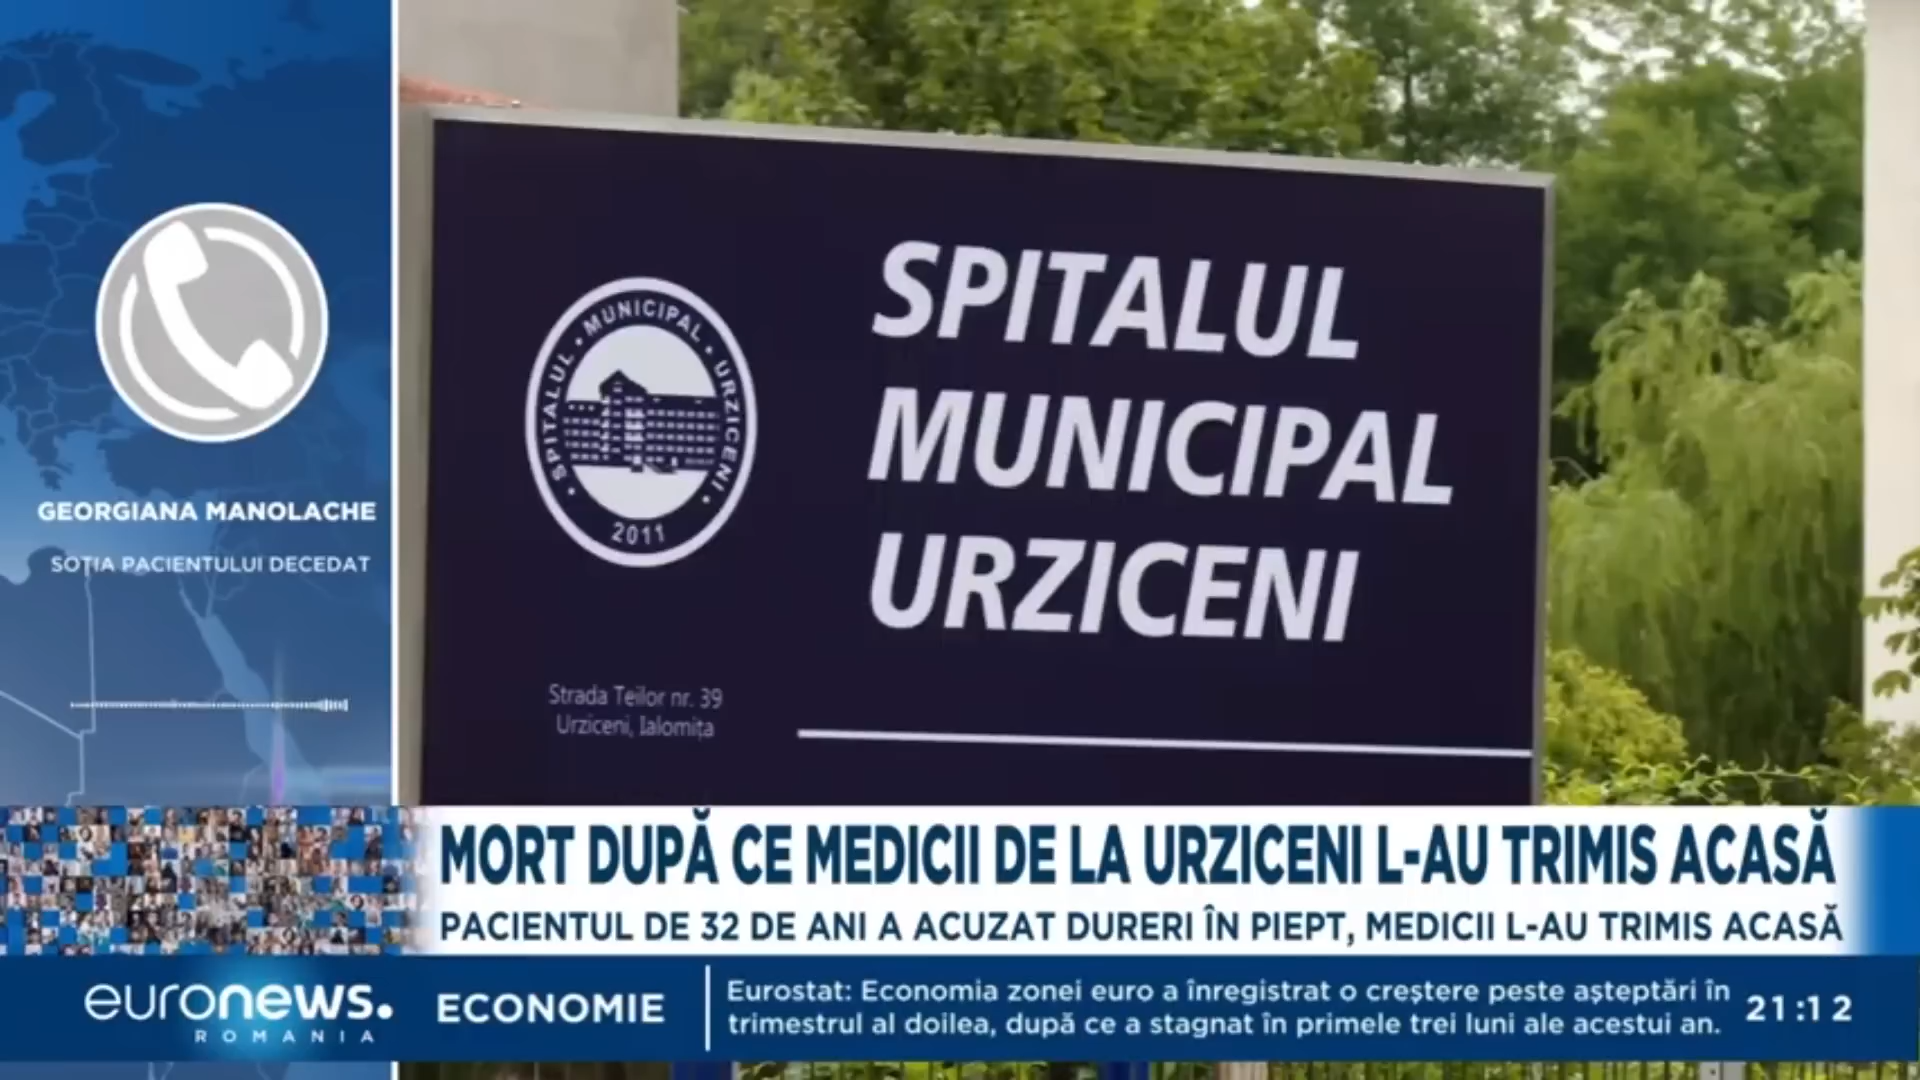 GEORGIANA MANOLACHE
SOȚIA PACIENTULUI DECEDAT
SPITALUL MUNICIPAL URZICENI
2011
SPITALUL
MUNICIPAL
URZICENI
Strada Teilor nr. 39
Urziceni, Ialomița
MORT DUPĂ CE MEDICII DE LA URZICENI L-AU TRIMIS ACASĂ
PACIENTUL DE 32 DE ANI A ACUZAT DURERI ÎN PIEPT, MEDICII L-AU TRIMIS ACASĂ
euronews.
ROMANIA
ECONOMIE
Eurostat: Economia zonei euro a înregistrat o creștere peste așteptări în
trimestrul al doilea, după ce a stagnat în primele trei luni ale acestui an.
21:12